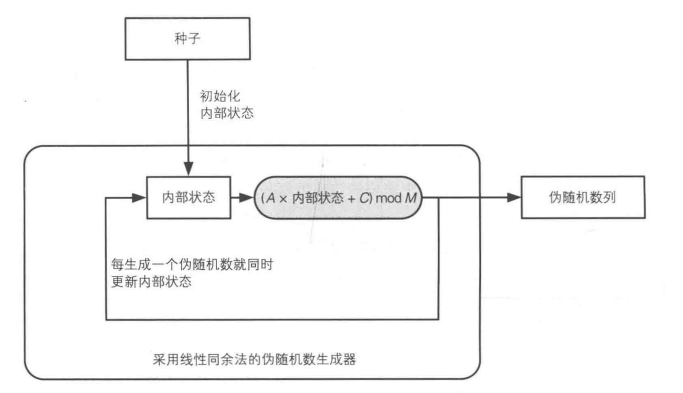 种子
初始化
内部状态
内部状态
(A × 内部状态 + C) mod M
伪随机数列
每生成一个伪随机数就同时
更新内部状态
采用线性同余法的伪随机数生成器